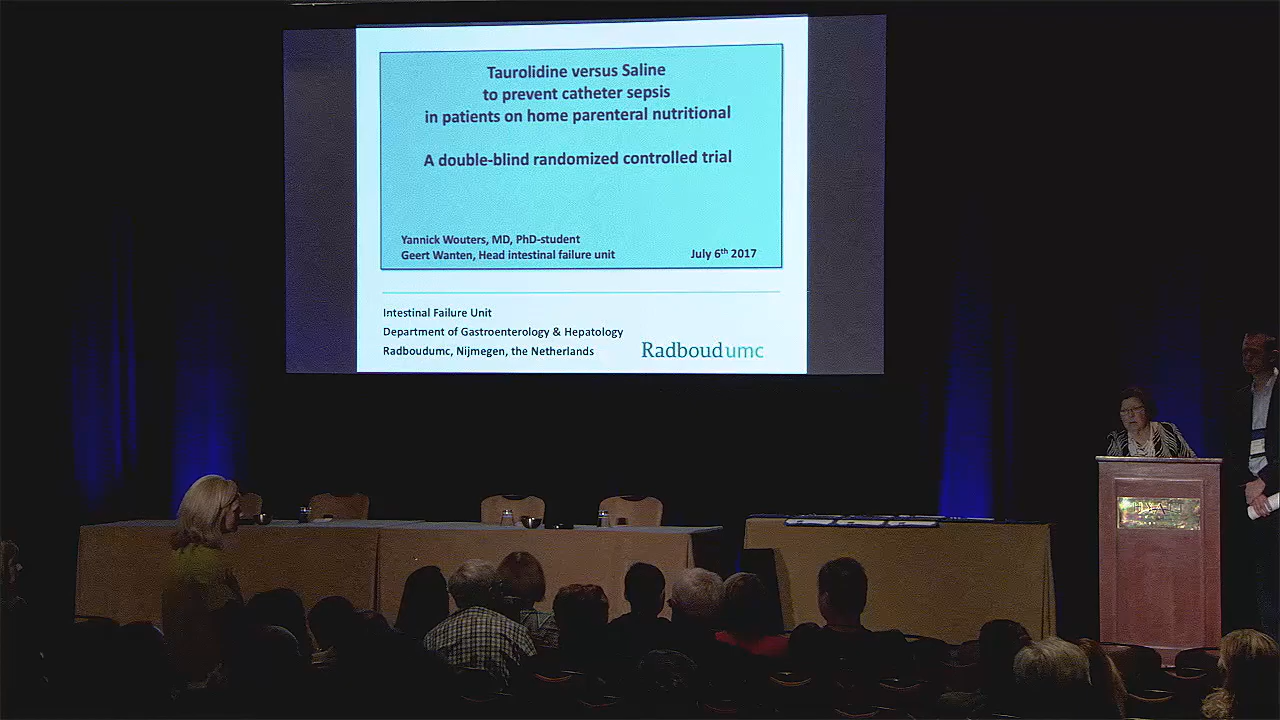 Taurolidine versus Saline
to prevent catheter sepsis
in patients on home parenteral nutritional
A double-blind randomized controlled trial
Yannick Wouters, MD, PhD-student
Geert Wanten, Head intestinal failure unit
July 6th 2017
Intestinal Failure Unit
Department of Gastroenterology & Hepatology
Radboudumc, Nijmegen, the Netherlands
Radboudumc
HYATT